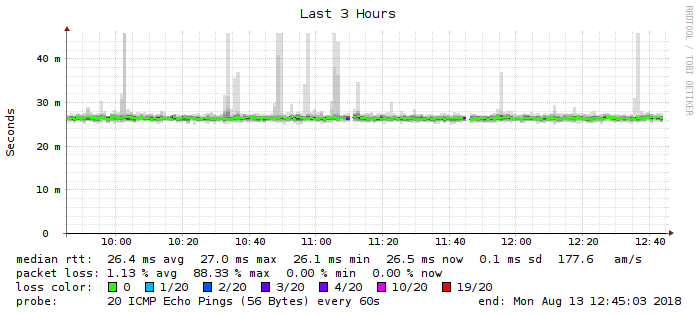 Last 3 Hours
RRDTOOL / TOBI OETIKER
Seconds
40 m
30 m
20 m
10 m
0
10:00 10:20 10:40 11:00 11:20 11:40 12:00 12:20 12:40
median rtt: 26.4 ms avg 27.0 ms max 26.1 ms min 26.5 ms now 0.1 ms sd 177.6 am/s
packet loss: 1.13 % avg 88.33 % max 0.00 % min 0.00 % now
loss color: 0 1/20 2/20 3/20 4/20 10/20 19/20
probe: 20 ICMP Echo Pings (56 Bytes) every 60s end: Mon Aug 13 12:45:03 2018